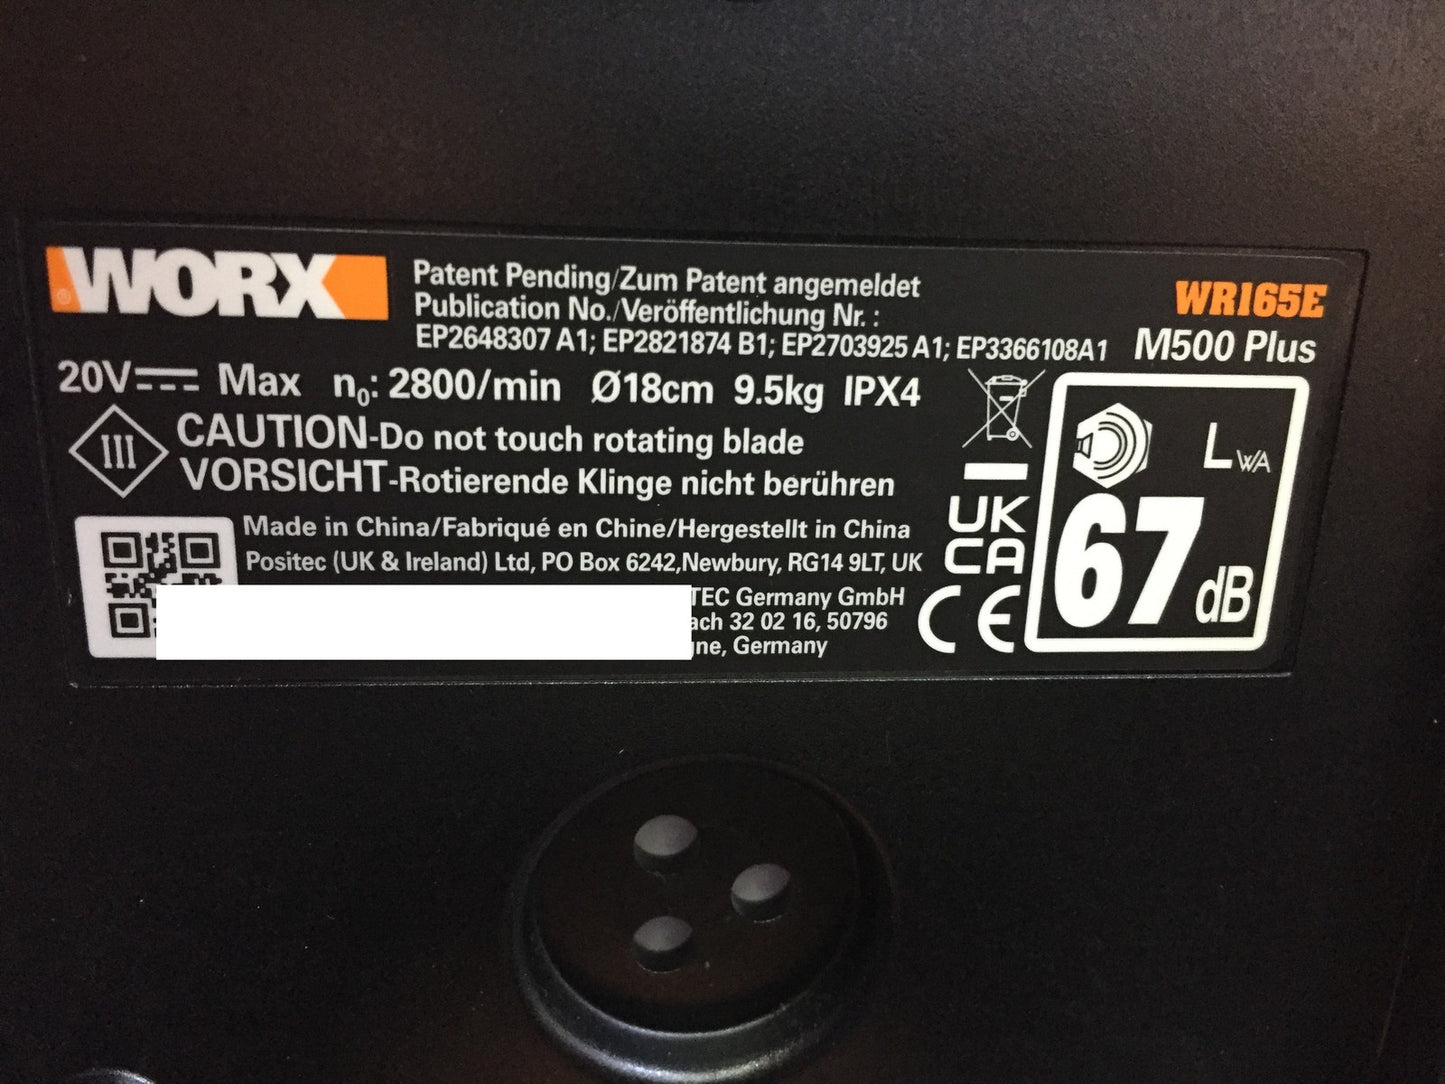 WORX
®
Patent Pending/Zum Patent angemeldet
Publication No./Veröffentlichung Nr.:
EP2648307 A1; EP2821874 B1; EP2703925 A1; EP3366108A1
WR165E
M500 Plus
20V Max n0: 2800/min Ø18cm 9.5kg IPX4
III
CAUTION-Do not touch rotating blade
VORSICHT-Rotierende Klinge nicht berühren
Made in China/Fabriqué en Chine/Hergestellt in China
Positec (UK & Ireland) Ltd, PO Box 6242,Newbury, RG14 9LT, UK
TEC Germany GmbH
ach 32 02 16, 50796
ne, Germany
UK
CA
CE
LWA
67 dB